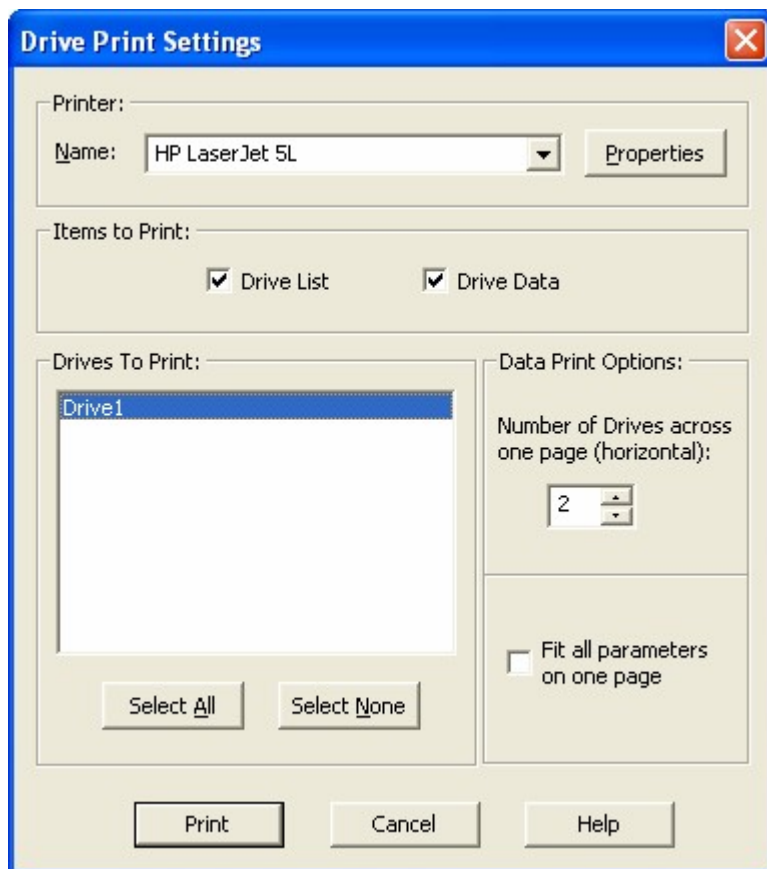 Drive Print Settings
Printer:
Name: HP LaserJet 5L Properties
Items to Print:
Drive List Drive Data
Drives To Print:
Drive1
Select All Select None
Data Print Options:
Number of Drives across
one page (horizontal):
2
Fit all parameters
on one page
Print Cancel Help